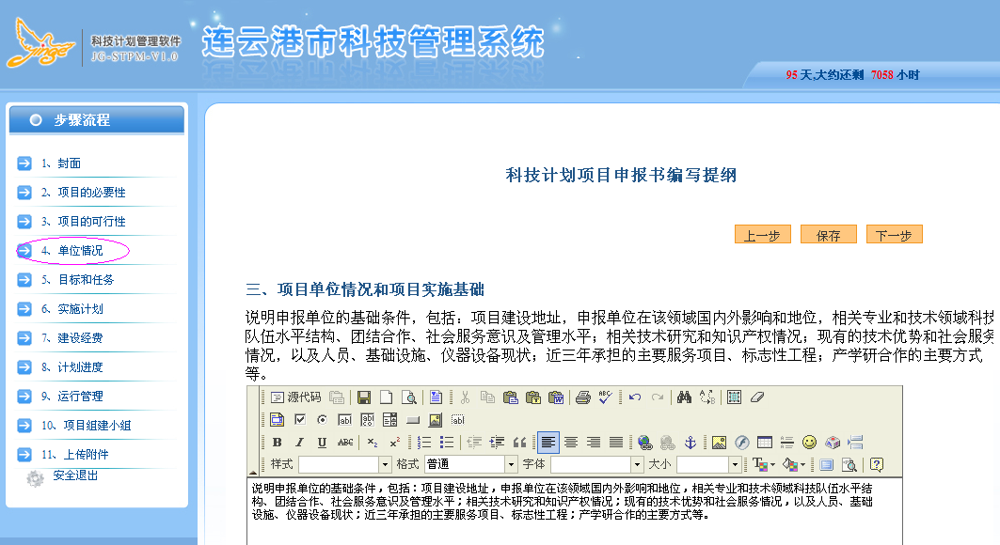 Jinge
科技计划管理软件
JG-STPM-V1.0
连云港市科技管理系统
95 天,大约还剩 7058 小时
步骤流程
1、封面
2、项目的必要性
3、项目的可行性
4、单位情况
5、目标和任务
6、实施计划
7、建设经费
8、计划进度
9、运行管理
10、项目组建小组
11、上传附件
安全退出
科技计划项目申报书编写提纲
上一步 保存 下一步
三、项目单位情况和项目实施基础
说明申报单位的基础条件，包括：项目建设地址，申报单位在该领域国内外影响和地位，相关专业和技术领域科技
队伍水平结构、团结合作、社会服务意识及管理水平；相关技术研究和知识产权情况；现有的技术优势和社会服务
情况，以及人员、基础设施、仪器设备现状；近三年承担的主要服务项目、标志性工程；产学研合作的主要方式
等。
源代码
B I U ABC x₂ x²
样式 格式 普通 字体 大小
说明申报单位的基础条件，包括：项目建设地址，申报单位在该领域国内外影响和地位，相关专业和技术领域科技队伍水平结
构、团结合作、社会服务意识及管理水平；相关技术研究和知识产权情况；现有的技术优势和社会服务情况，以及人员、基础
设施、仪器设备现状；近三年承担的主要服务项目、标志性工程；产学研合作的主要方式等。